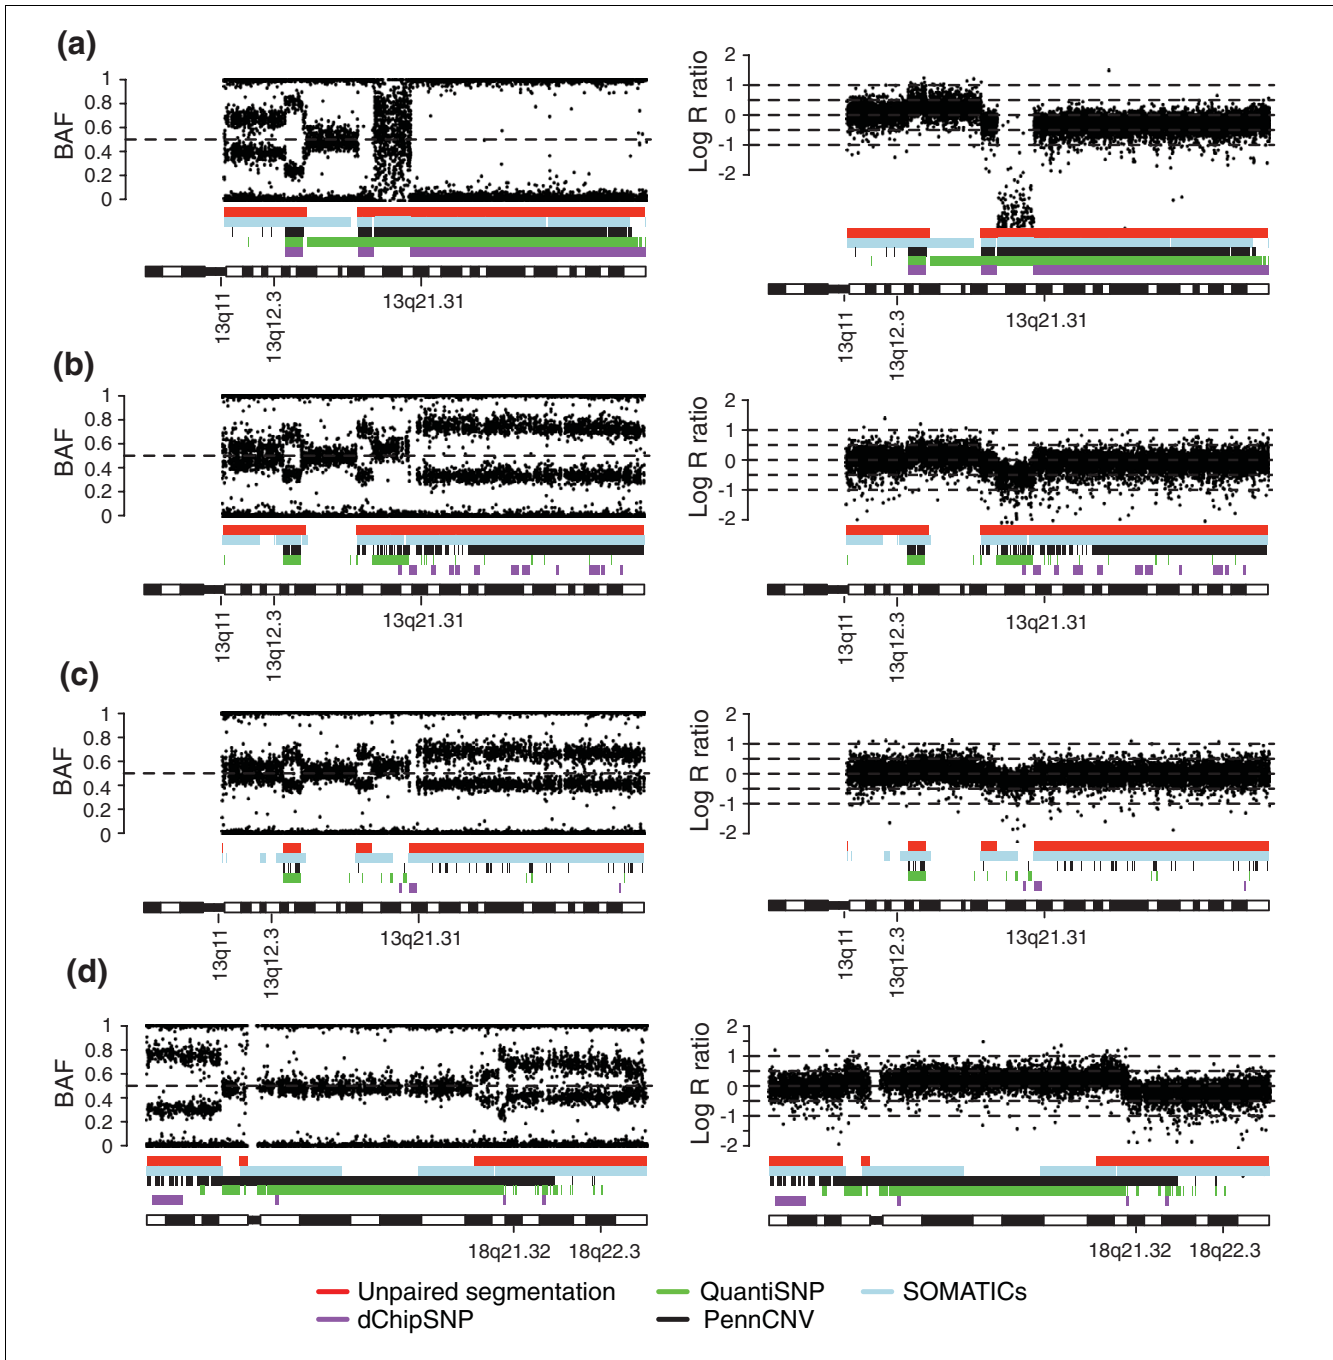 (a)
BAF
1
0.8
0.6
0.4
0.2
0
13q11
13q12.3
13q21.31
Log R ratio
2
1
0
-1
-2
13q11
13q12.3
13q21.31
(b)
BAF
1
0.8
0.6
0.4
0.2
0
13q11
13q12.3
13q21.31
Log R ratio
2
1
0
-1
-2
13q11
13q12.3
13q21.31
(c)
BAF
1
0.8
0.6
0.4
0.2
0
13q11
13q12.3
13q21.31
Log R ratio
2
1
0
-1
-2
13q11
13q12.3
13q21.31
(d)
BAF
1
0.8
0.6
0.4
0.2
0
18q21.32
18q22.3
Log R ratio
2
1
0
-1
-2
18q21.32
18q22.3
Unpaired segmentation
QuantiSNP
SOMATICs
dChipSNP
PennCNV